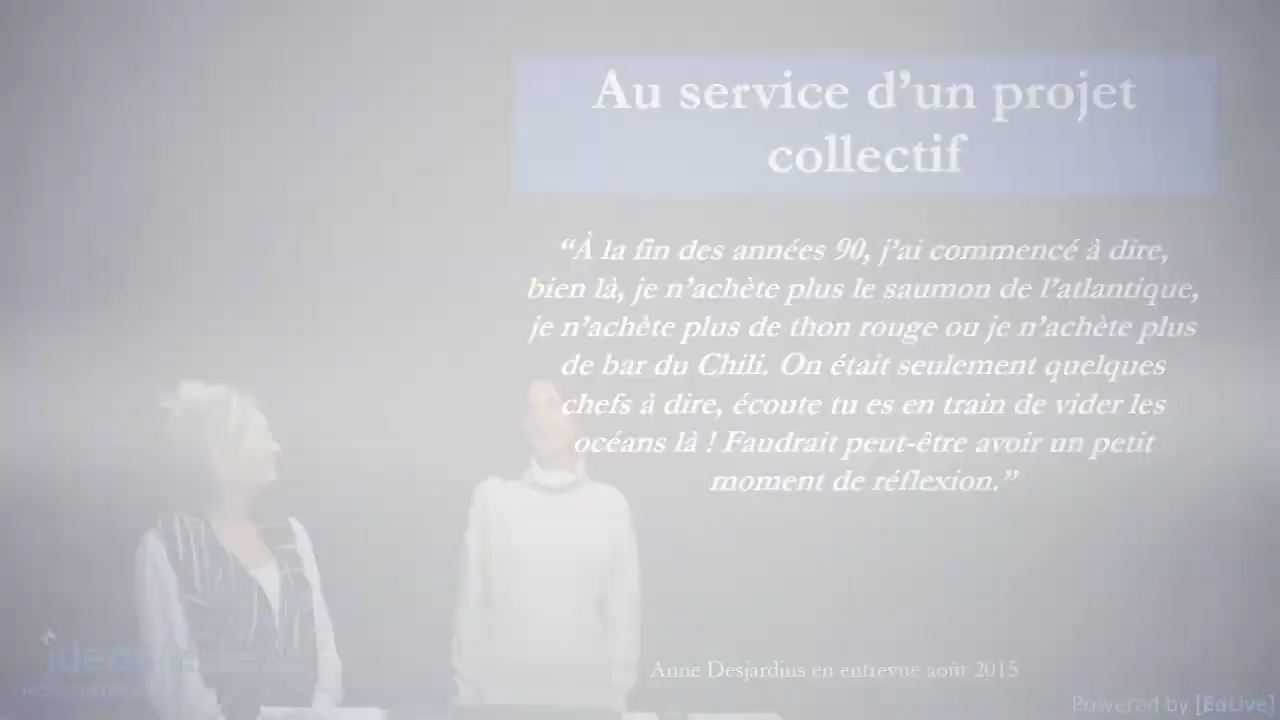 Au service d’un projet
collectif
“À la fin des années 90, j’ai commencé à dire,
bien là, je n’achète plus le saumon de l’atlantique,
je n’achète plus de thon rouge ou je n’achète plus
de bar du Chili. On était seulement quelques
chefs à dire, écoute tu es en train de vider les
océans là ! Faudrait peut-être avoir un petit
moment de réflexion.”
Anne Desjardins en entrevue août 2015
Powered by [EdLive]